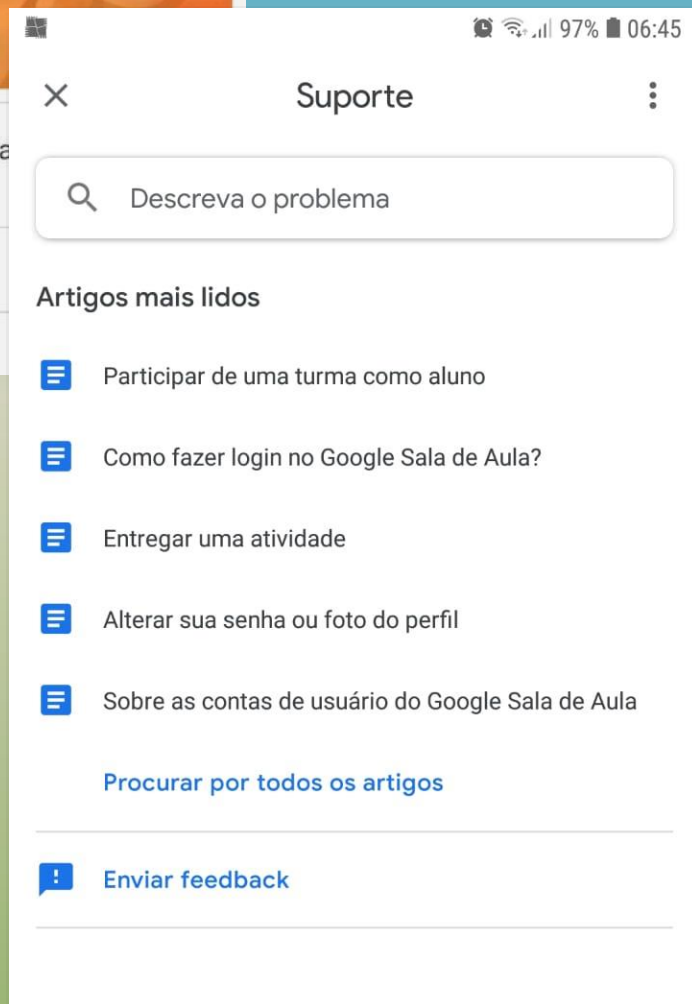 97% 06:45
Suporte
Descreva o problema
Artigos mais lidos
Participar de uma turma como aluno
Como fazer login no Google Sala de Aula?
Entregar uma atividade
Alterar sua senha ou foto do perfil
Sobre as contas de usuário do Google Sala de Aula
Procurar por todos os artigos
Enviar feedback